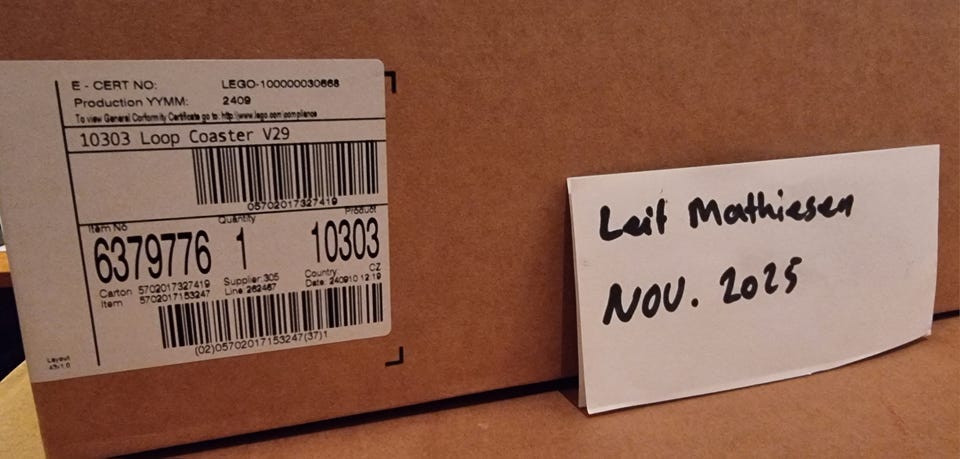 E - CERT NO: LEGO-100000030668
Production YYMM: 2409
To view General Conformity Certificate go to: http://www.lego.com/compliance
10303 Loop Coaster V29
05702017327419
Item No Quantity Product
6379776 1 10303
Carton 5702017327419 Supplier:305 Country: CZ
Item 5702017153247 Line:262467 Date: 240910 12:19
(02)05702017153247(37)1
Layout
Leif Mathiesen
NOV. 2025